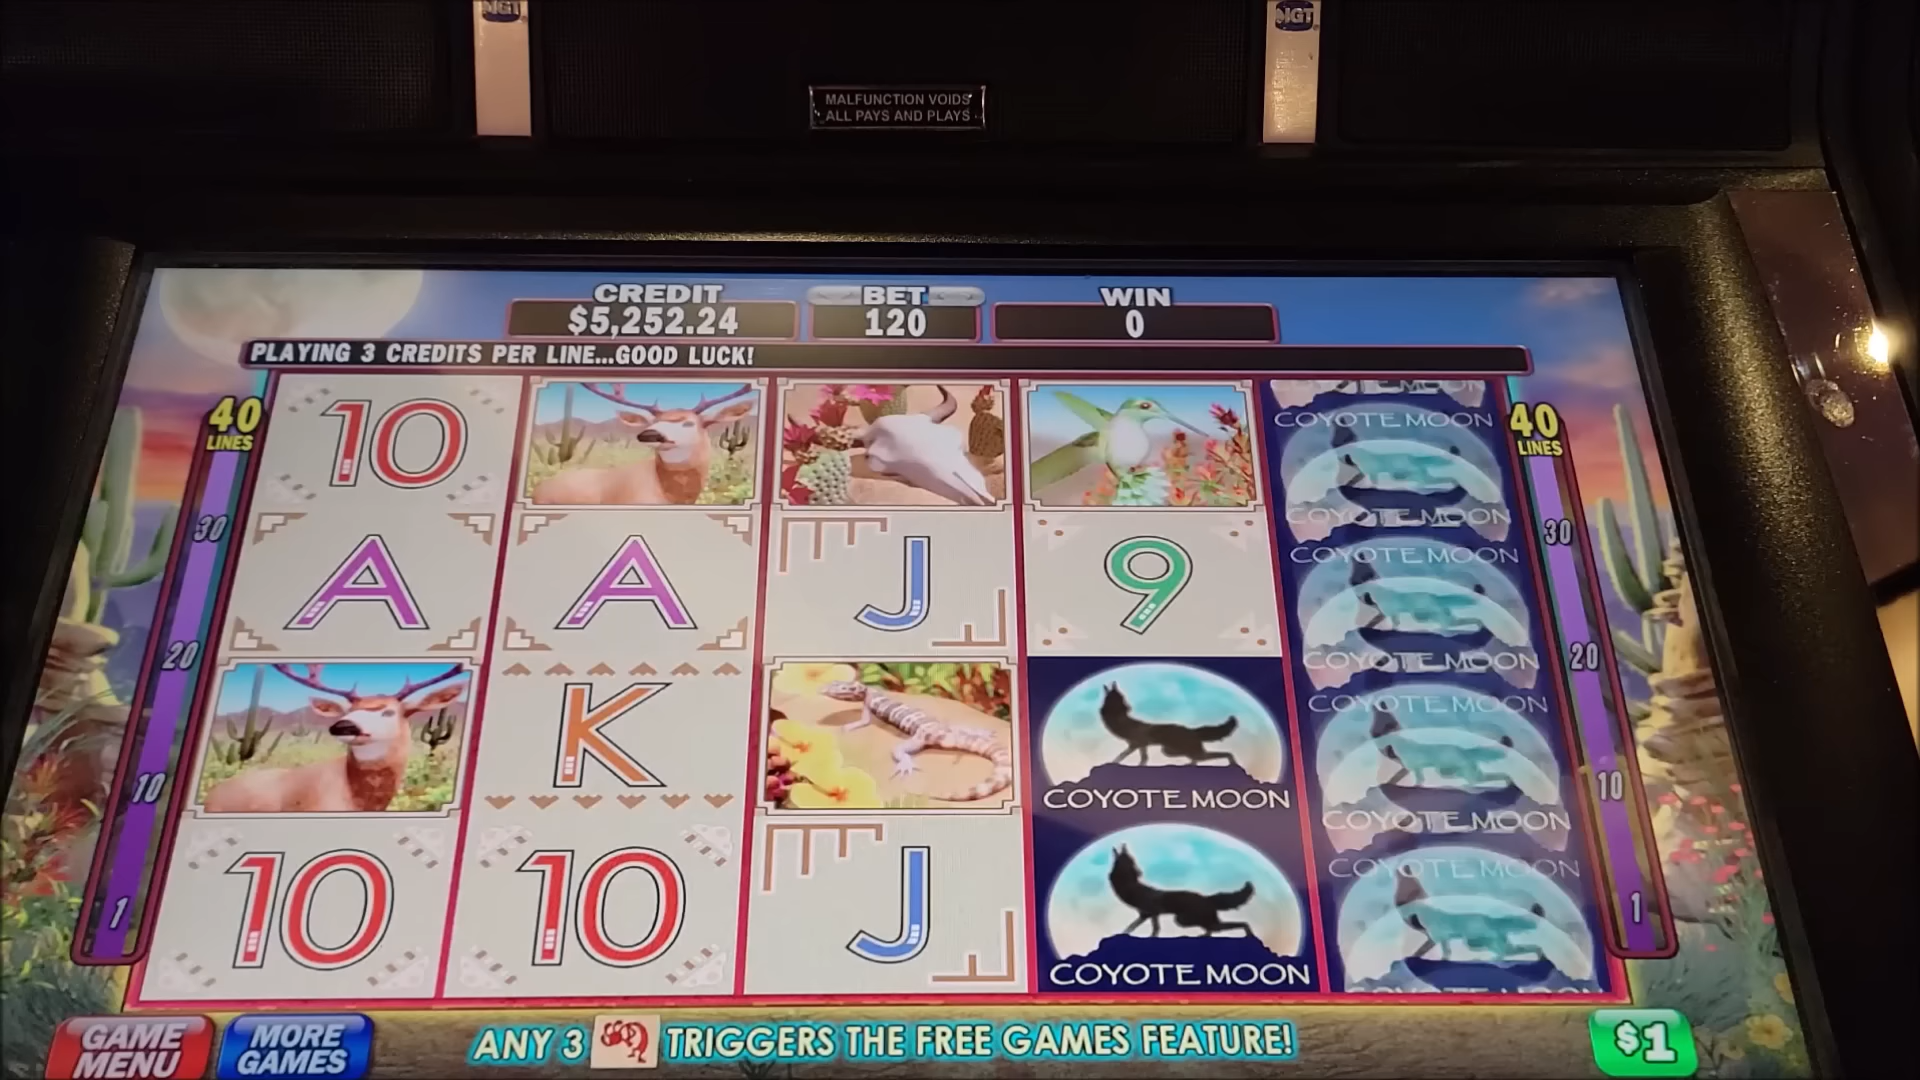 IGT
IGT
MALFUNCTION VOIDS
ALL PAYS AND PLAYS
CREDIT
$5,252.24
BET
120
WIN
0
PLAYING 3 CREDITS PER LINE...GOOD LUCK!
40
LINES
30
20
10
1
10
A
10
A
K
10
J
J
9
COYOTE MOON
COYOTE MOON
COYOTE MOON
COYOTE MOON
COYOTE MOON
COYOTE MOON
COYOTE MOON
COYOTE MOON
COYOTE MOON
40
LINES
30
20
10
1
GAME
MENU
MORE
GAMES
ANY 3 TRIGGERS THE FREE GAMES FEATURE!
$1